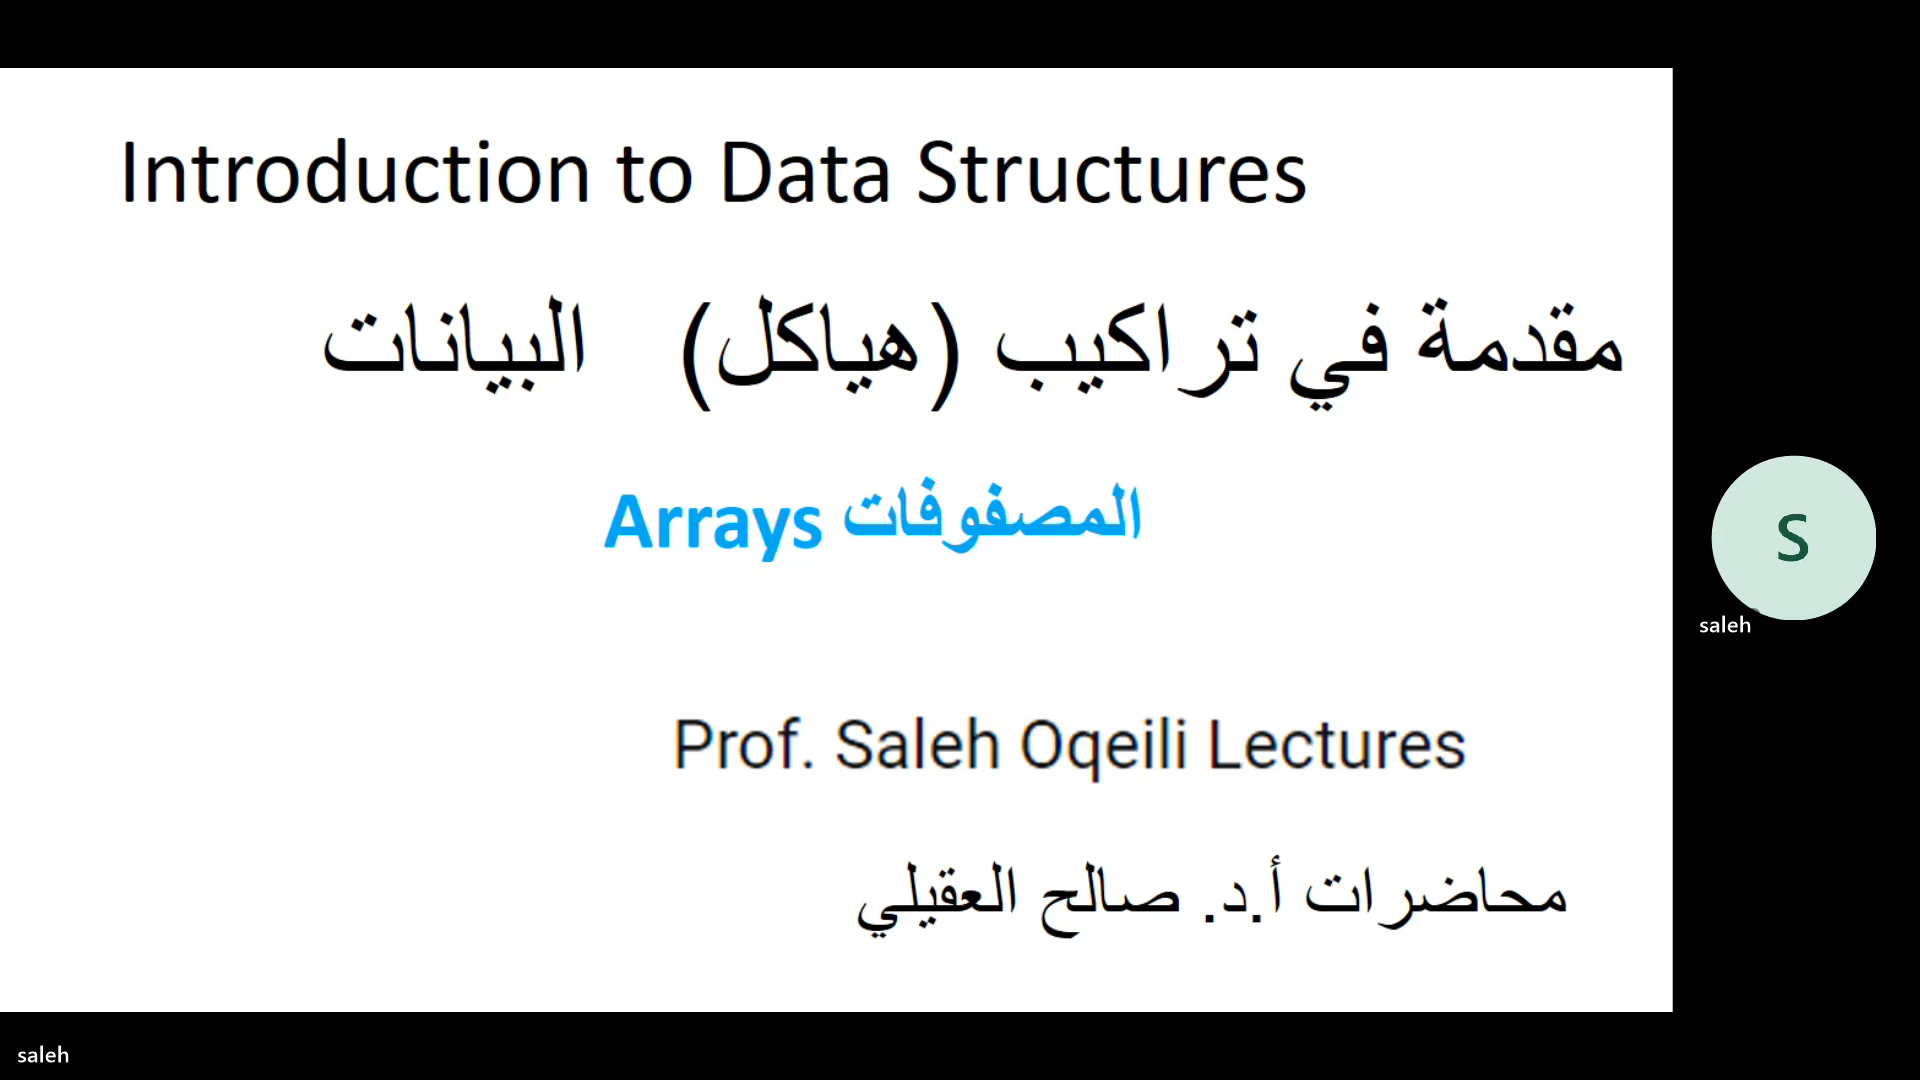 Introduction to Data Structures
مقدمة في تراكيب (هياكل) البيانات
المصفوفات Arrays
S
saleh
Prof. Saleh Oqeili Lectures
محاضرات أ.د. صالح العقيلي
saleh